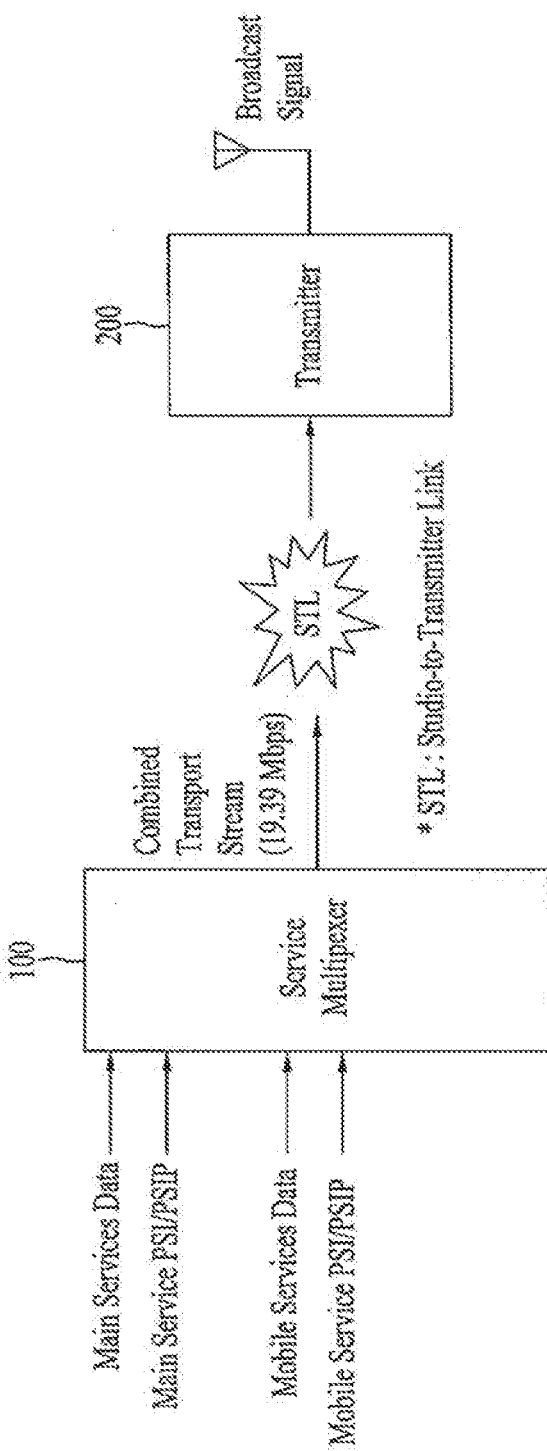 Main Services Data
Main Service PSI/PSIP
Mobile Services Data
Mobile Service PSI/PSIP
100
Service
Multipexer
Combined
Transport
Stream
(19.39 Mbps)
STL
* STL : Studio-to-Transmitter Link
200
Transmitter
Broadcast
Signal